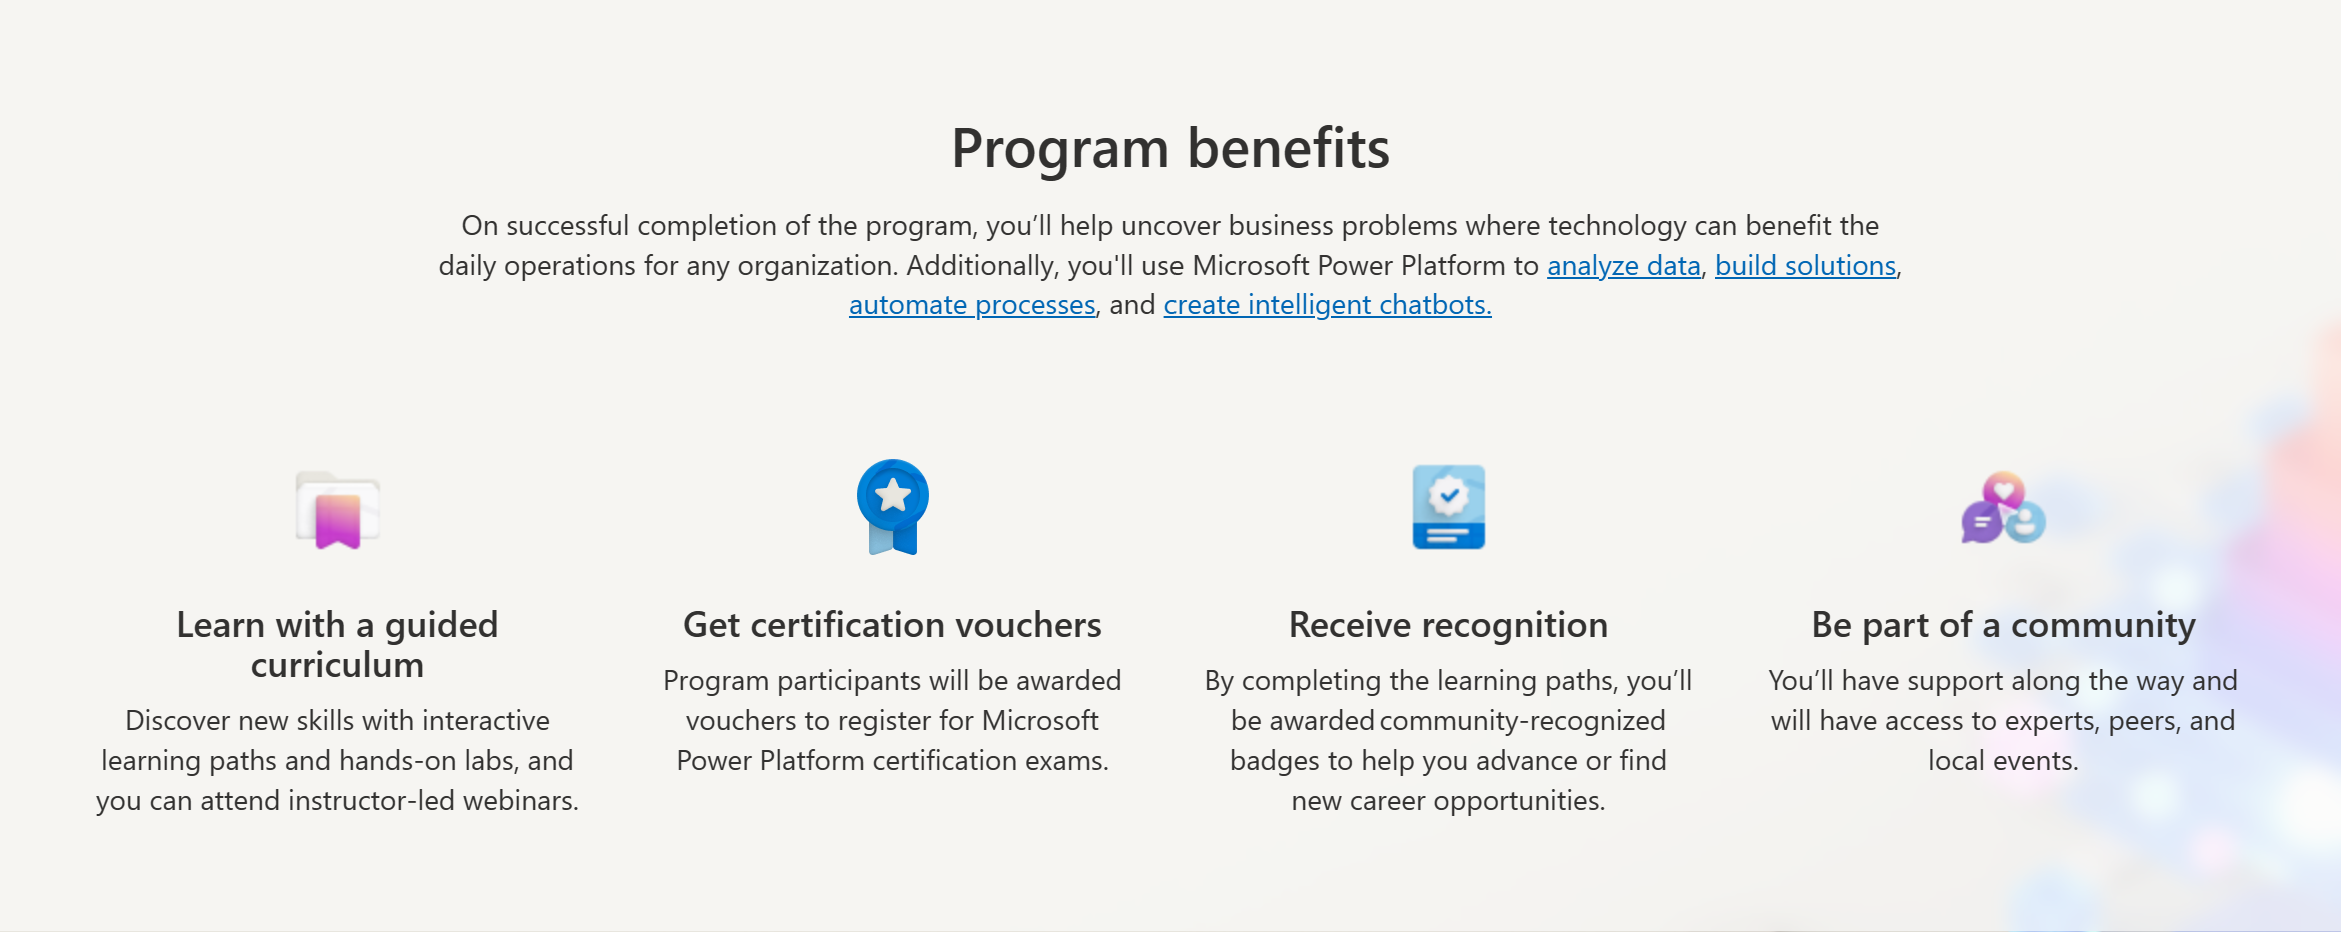 Program benefits
On successful completion of the program, you’ll help uncover business problems where technology can benefit the
daily operations for any organization. Additionally, you'll use Microsoft Power Platform to analyze data, build solutions,
automate processes, and create intelligent chatbots.
Learn with a guided
curriculum
Discover new skills with interactive
learning paths and hands-on labs, and
you can attend instructor-led webinars.
Get certification vouchers
Program participants will be awarded
vouchers to register for Microsoft
Power Platform certification exams.
Receive recognition
By completing the learning paths, you’ll
be awarded community-recognized
badges to help you advance or find
new career opportunities.
Be part of a community
You’ll have support along the way and
will have access to experts, peers, and
local events.